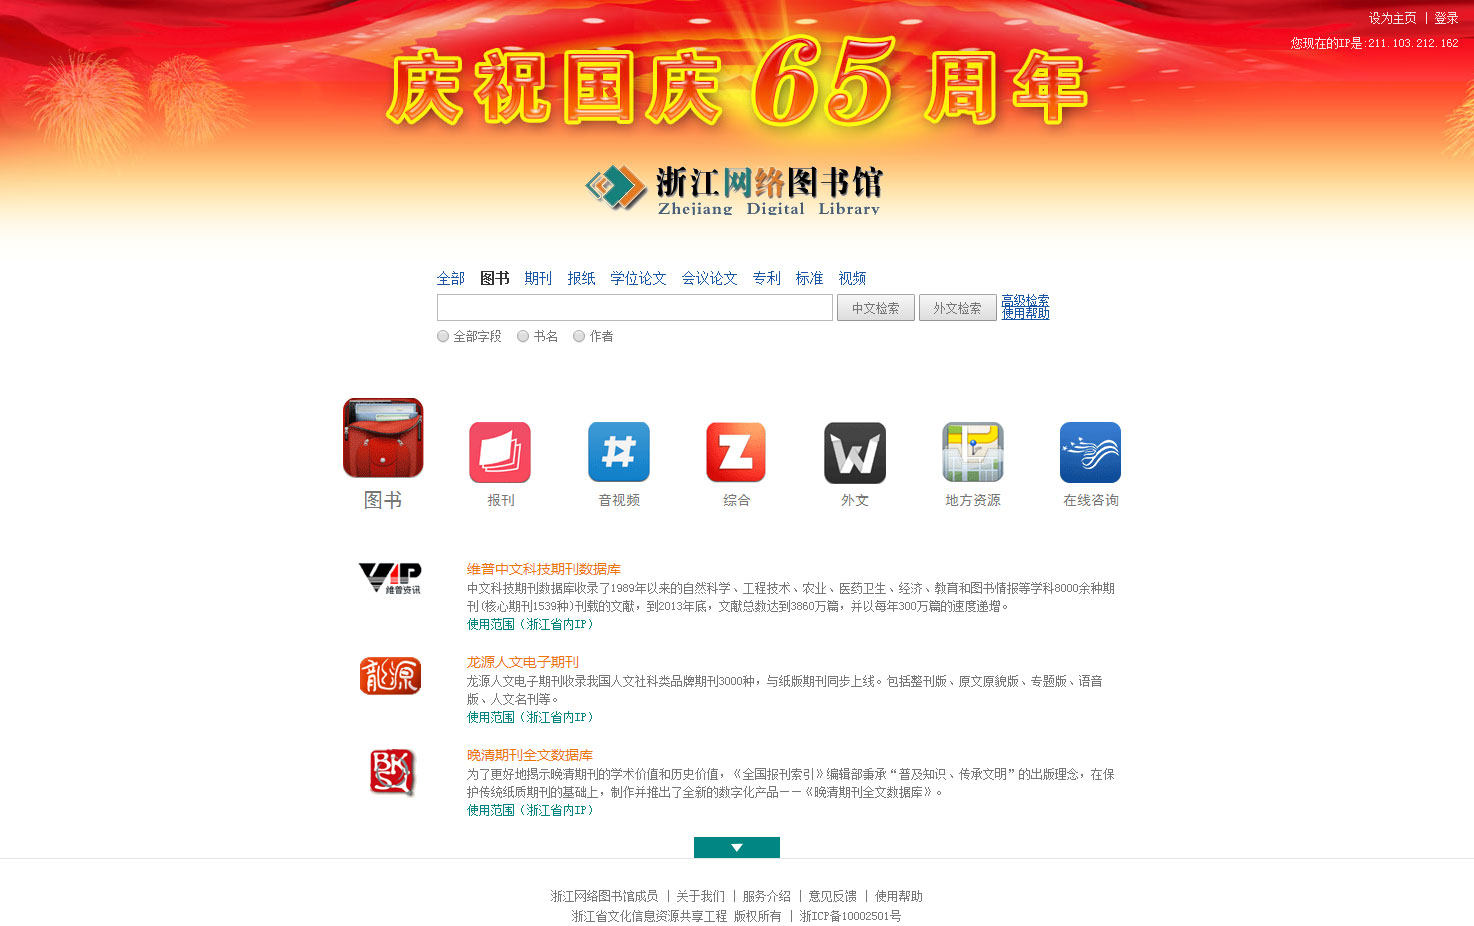 设为主页 | 登录
您现在的IP是:211.103.212.162
庆祝国庆65周年
浙江网络图书馆
Zhejiang Digital Library
全部 图书 期刊 报纸 学位论文 会议论文 专利 标准 视频
中文检索 外文检索 高级检索
使用帮助
全部字段 书名 作者
图书 报刊 音视频 综合 外文 地方资源 在线咨询
VIP
维普资讯
维普中文科技期刊数据库
中文科技期刊数据库收录了1989年以来的自然科学、工程技术、农业、医药卫生、经济、教育和图书情报等学科8000余种期
刊(核心期刊1539种)刊载的文献，到2013年底，文献总数达到3860万篇，并以每年300万篇的速度递增。
使用范围（浙江省内IP）
龍源
龙源人文电子期刊
龙源人文电子期刊收录我国人文社科类品牌期刊3000种，与纸版期刊同步上线。包括整刊版、原文原貌版、专题版、语音
版、人文名刊等。
使用范围（浙江省内IP）
BKSY
晚清期刊全文数据库
为了更好地揭示晚清期刊的学术价值和历史价值，《全国报刊索引》编辑部秉承“普及知识、传承文明”的出版理念，在保
护传统纸质期刊的基础上，制作并推出了全新的数字化产品——《晚清期刊全文数据库》。
使用范围（浙江省内IP）
浙江网络图书馆成员 | 关于我们 | 服务介绍 | 意见反馈 | 使用帮助
浙江省文化信息资源共享工程 版权所有 | 浙ICP备10002501号